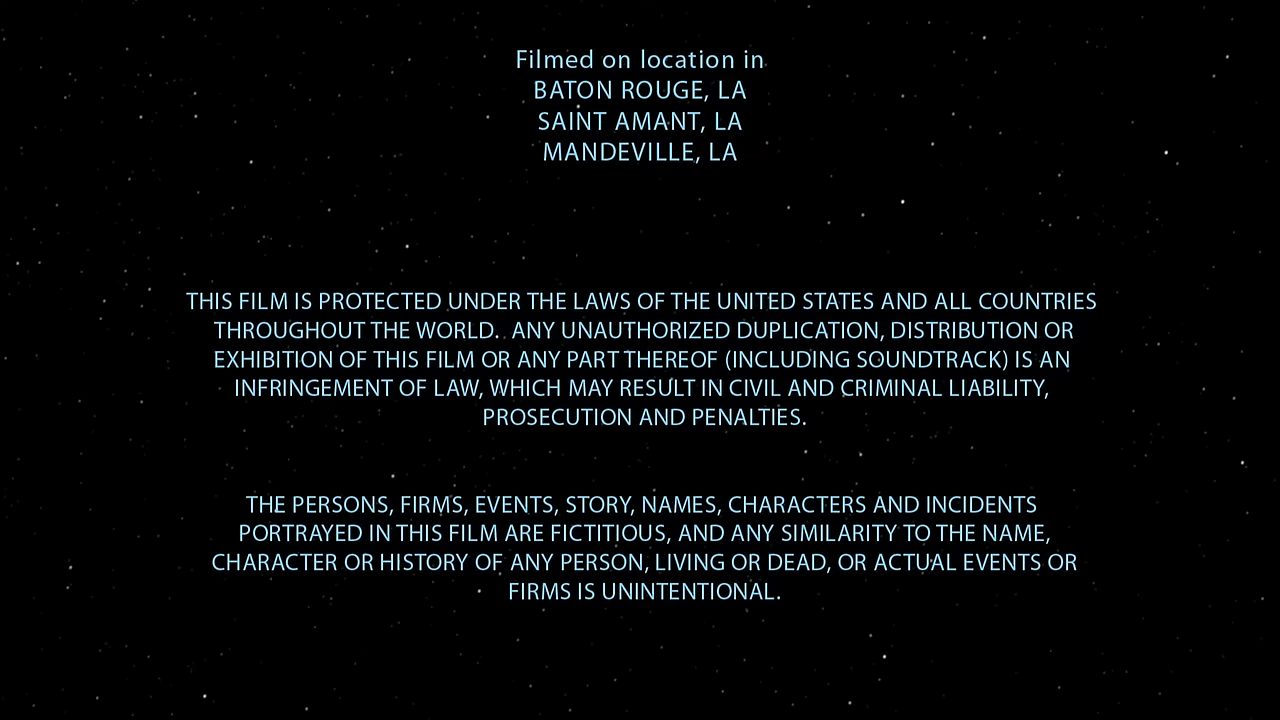 Filmed on location in
BATON ROUGE, LA
SAINT AMANT, LA
MANDEVILLE, LA
THIS FILM IS PROTECTED UNDER THE LAWS OF THE UNITED STATES AND ALL COUNTRIES
THROUGHOUT THE WORLD. ANY UNAUTHORIZED DUPLICATION, DISTRIBUTION OR
EXHIBITION OF THIS FILM OR ANY PART THEREOF (INCLUDING SOUNDTRACK) IS AN
INFRINGEMENT OF LAW, WHICH MAY RESULT IN CIVIL AND CRIMINAL LIABILITY,
PROSECUTION AND PENALTIES.
THE PERSONS, FIRMS, EVENTS, STORY, NAMES, CHARACTERS AND INCIDENTS
PORTRAYED IN THIS FILM ARE FICTITIOUS, AND ANY SIMILARITY TO THE NAME,
CHARACTER OR HISTORY OF ANY PERSON, LIVING OR DEAD, OR ACTUAL EVENTS OR
FIRMS IS UNINTENTIONAL.